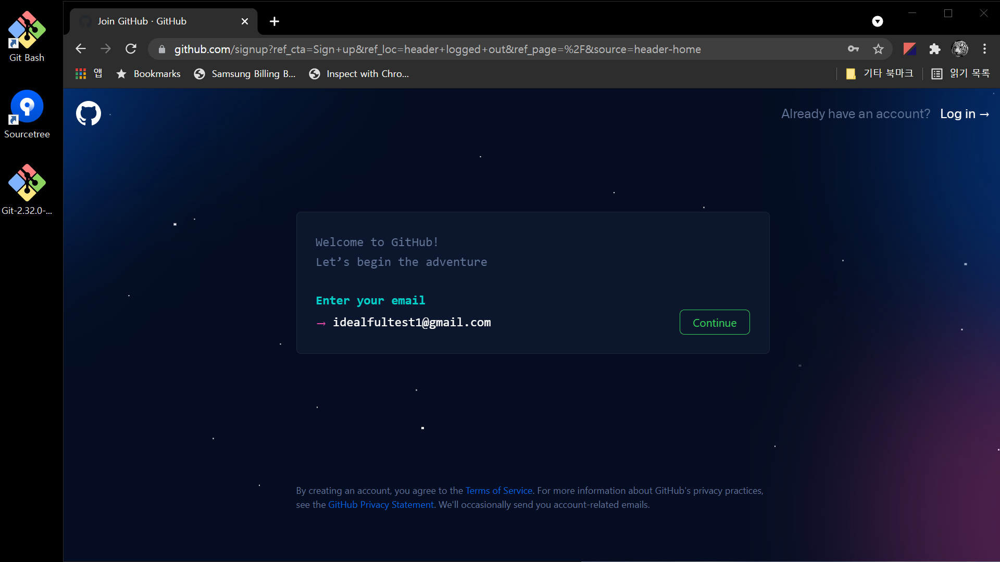 Git Bash
Sourcetree
Git-2.32.0-...
Join GitHub · GitHub
github.com/signup?ref_cta=Sign+up&ref_loc=header+logged+out&ref_page=%2F&source=header-home
앱
Bookmarks
Samsung Billing B...
Inspect with Chro...
기타 북마크
읽기 목록
Already have an account? Log in →
Welcome to GitHub!
Let’s begin the adventure
Enter your email
→ idealfultest1@gmail.com
Continue
By creating an account, you agree to the Terms of Service. For more information about GitHub's privacy practices,
see the GitHub Privacy Statement. We'll occasionally send you account-related emails.